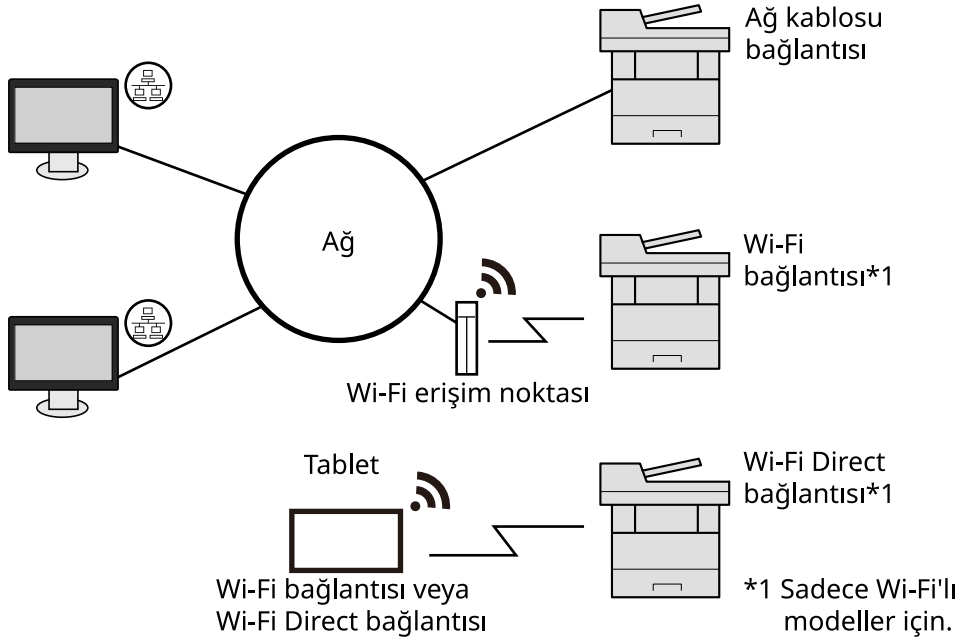 Ağ kablosu
bağlantısı
Ağ
Wi-Fi
bağlantısı*1
Wi-Fi erişim noktası
Tablet
Wi-Fi Direct
bağlantısı*1
Wi-Fi bağlantısı veya
Wi-Fi Direct bağlantısı
*1 Sadece Wi-Fi'lı
modeller için.